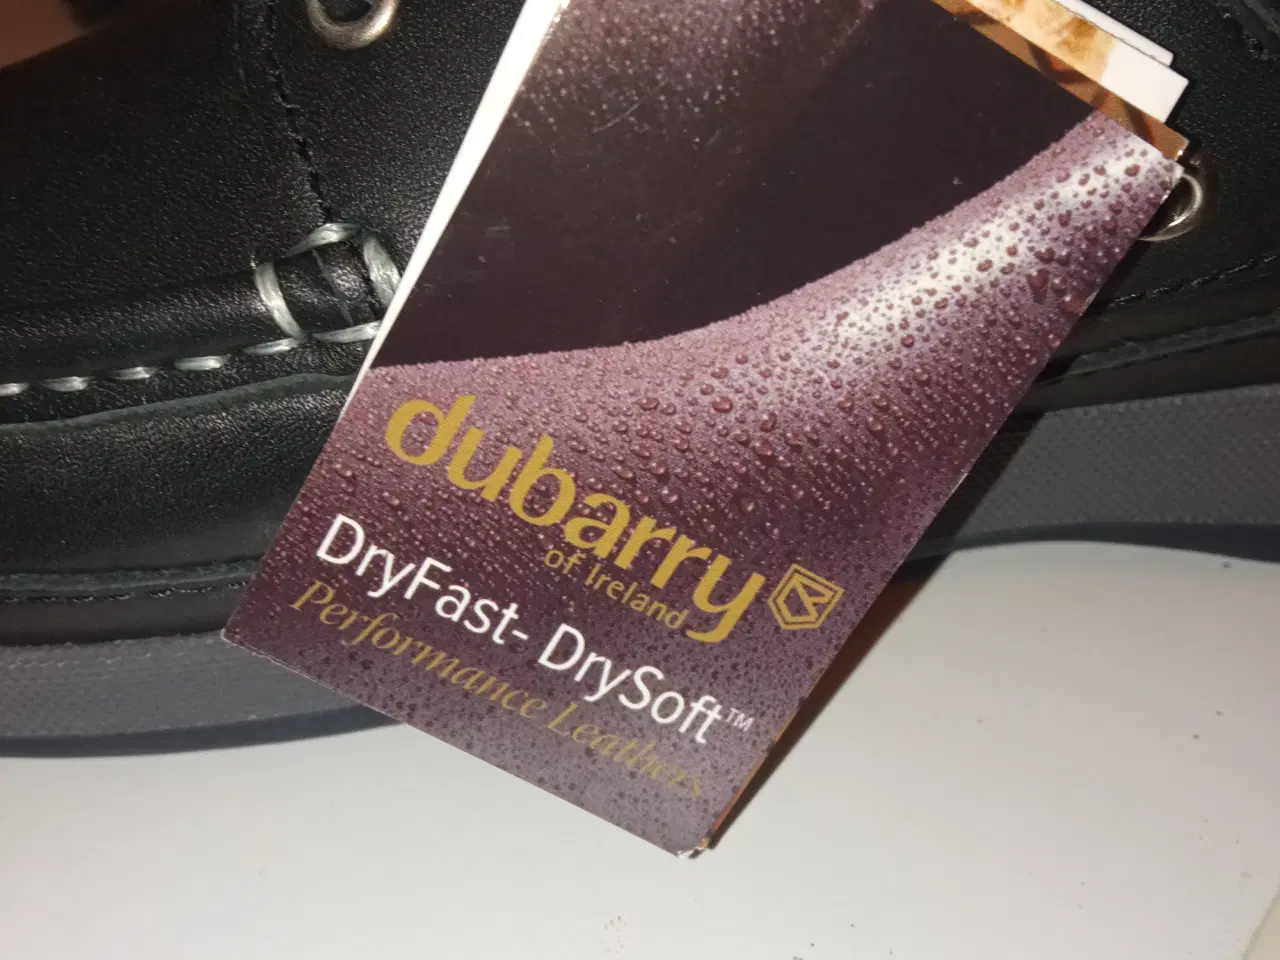 dubarry
of Ireland
DryFast- DrySoft™
Performance Leathers